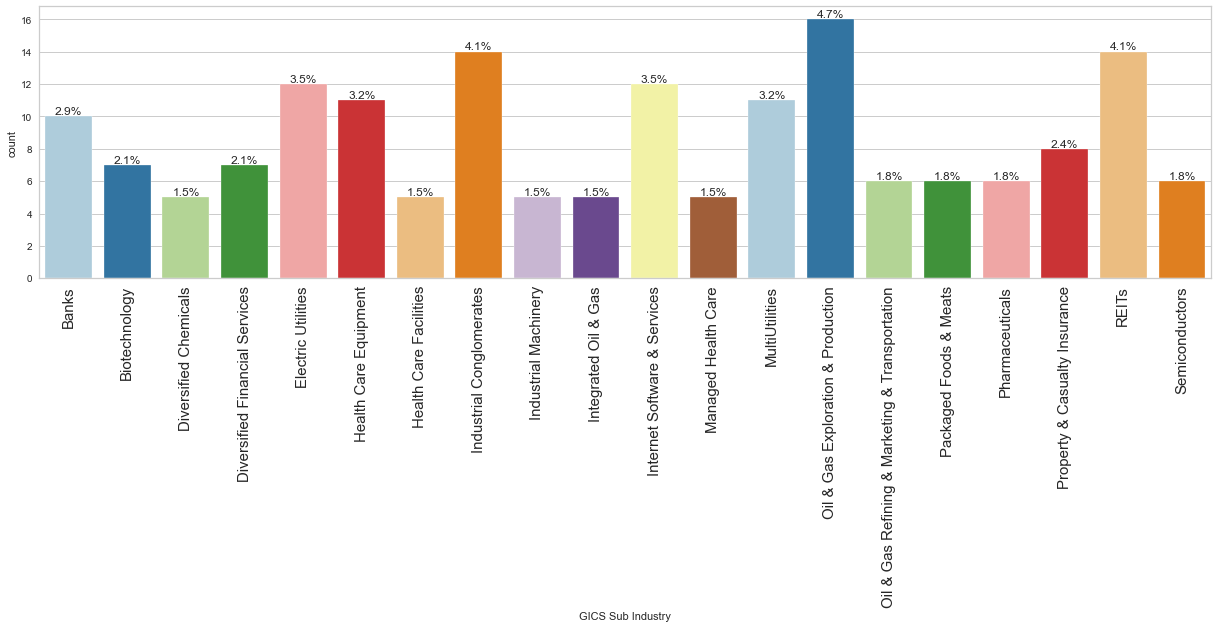 4.7%
16
4.1%
4.1%
14
3.5%
3.5%
12
3.2%
3.2%
2.9%
10
2.4%
8
2.1%
2.1%
1.8%
1.8%
1.8%
1.8%
6
1.5%
1.5%
1.5%
1.5%
1.5%
4
2
0
count
Banks
Biotechnology
Diversified Chemicals
Diversified Financial Services
Electric Utilities
Health Care Equipment
Health Care Facilities
Industrial Conglomerates
Industrial Machinery
Integrated Oil & Gas
Internet Software & Services
Managed Health Care
MultiUtilities
Oil & Gas Exploration & Production
Oil & Gas Refining & Marketing & Transportation
Packaged Foods & Meats
Pharmaceuticals
Property & Casualty Insurance
REITs
Semiconductors
GICS Sub Industry